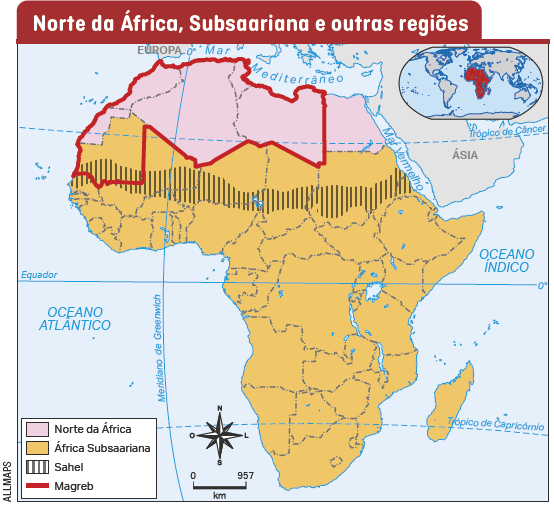 Norte da África, Subsaariana e outras regiões
EUROPA
0°
Mar Mediterrâneo
Trópico de Câncer
ÁSIA
Mar Vermelho
OCEANO
ÍNDICO
Equador
0°
OCEANO
ATLÂNTICO
Meridiano de Greenwich
Trópico de Capricórnio
N
O
L
S
0 957
km
Norte da África
África Subsaariana
Sahel
Magreb
ALLMAPS